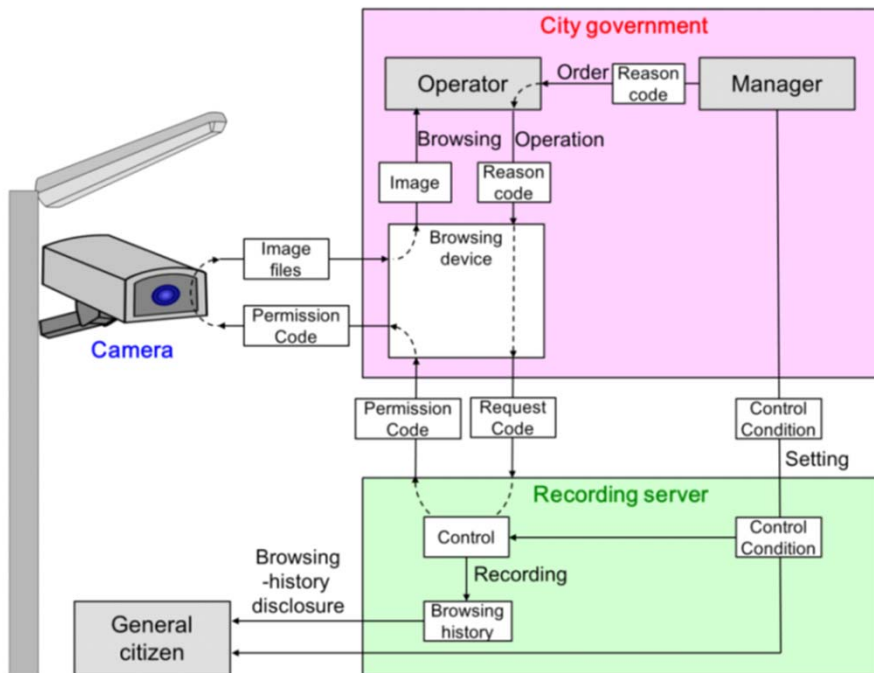 City government
Operator
Order
Reason
code
Manager
Browsing
Operation
Image
Reason
code
Browsing
device
Image
files
Permission
Code
Camera
Permission
Code
Request
Code
Control
Condition
Setting
Recording server
Control
Control
Condition
Recording
Browsing
-history
disclosure
Browsing
history
General
citizen